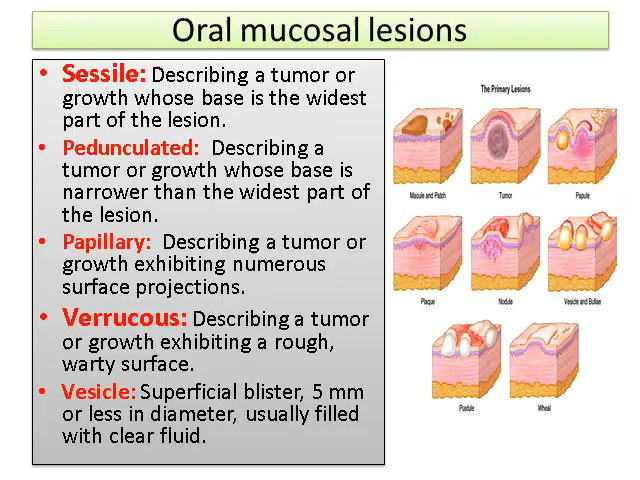 Oral mucosal lesions
• Sessile: Describing a tumor or
growth whose base is the widest
part of the lesion.
• Pedunculated: Describing a
tumor or growth whose base is
narrower than the widest part of
the lesion.
• Papillary: Describing a tumor or
growth exhibiting numerous
surface projections.
• Verrucous: Describing a tumor
or growth exhibiting a rough,
warty surface.
• Vesicle: Superficial blister, 5 mm
or less in diameter, usually filled
with clear fluid.
The Primary Lesions
Macule and Patch
Tumor
Papule
Plaque
Nodule
Vesicle and Bullae
Pustule
Wheal